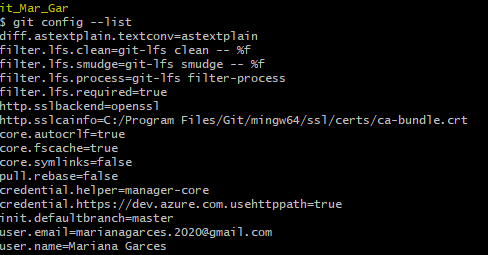 it_Mar_Gar
$ git config --list
diff.astextplain.textconv=astextplain
filter.lfs.clean=git-lfs clean -- %f
filter.lfs.smudge=git-lfs smudge -- %f
filter.lfs.process=git-lfs filter-process
filter.lfs.required=true
http.sslbackend=openssl
http.sslcainfo=C:/Program Files/Git/mingw64/ssl/certs/ca-bundle.crt
core.autocrlf=true
core.fscache=true
core.symlinks=false
pull.rebase=false
credential.helper=manager-core
credential.https://dev.azure.com.usehttppath=true
init.defaultbranch=master
user.email=marianagarces.2020@gmail.com
user.name=Mariana Garces